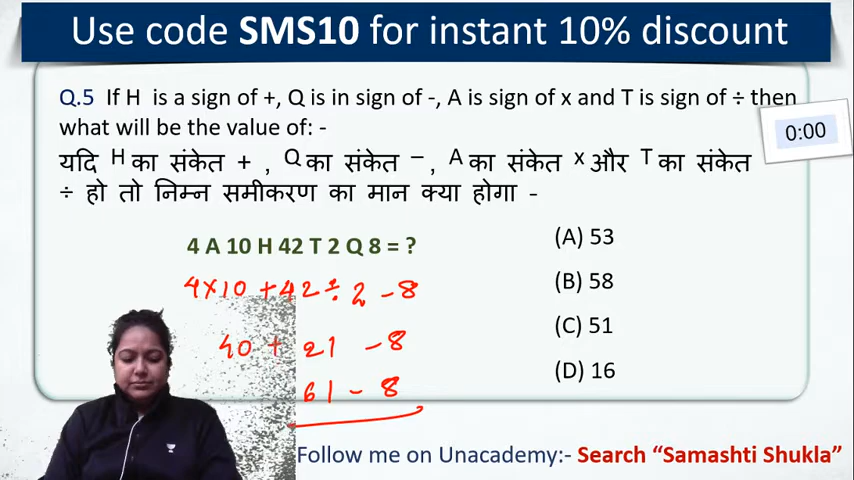 Use code SMS10 for instant 10% discount
Q.5 If H is a sign of +, Q is in sign of -, A is sign of x and T is sign of ÷ then
what will be the value of: -
0:00
यदि H का संकेत + , Q का संकेत – , A का संकेत x और T का संकेत
÷ हो तो निम्न समीकरण का मान क्या होगा -
4 A 10 H 42 T 2 Q 8 = ?
(A) 53
(B) 58
(C) 51
(D) 16
4×10 +42÷2 -8
40 + 21 -8
61 - 8
Follow me on Unacademy:- Search “Samashti Shukla”